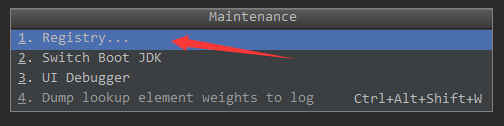 Maintenance
1. Registry...
2. Switch Boot JDK
3. UI Debugger
4. Dump lookup element weights to log Ctrl+Alt+Shift+W